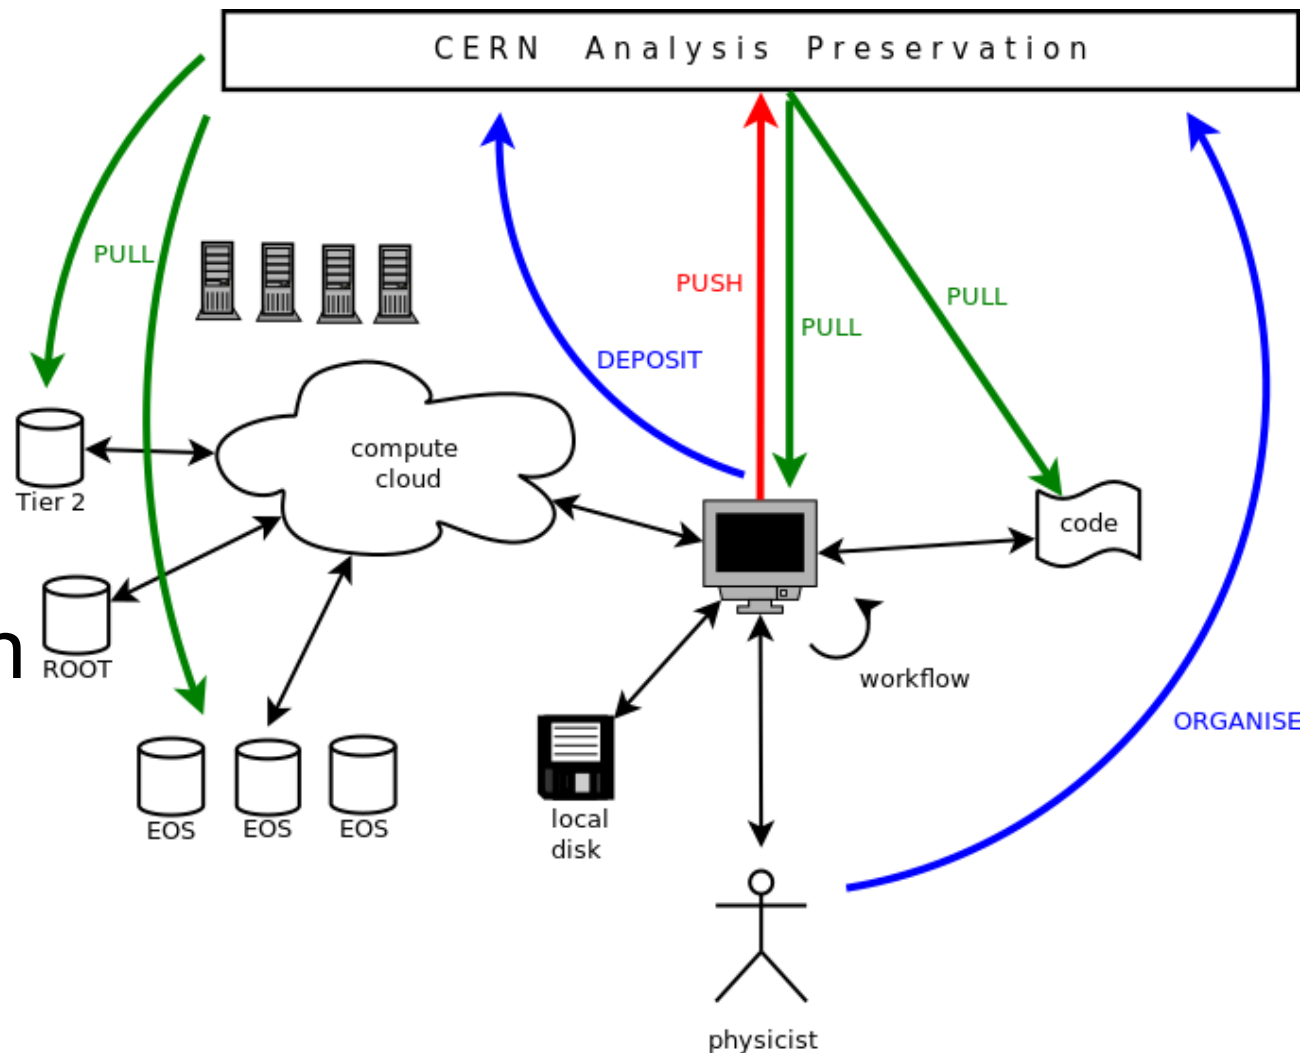 CERN Analysis Preservation
PULL
PUSH
PULL
PULL
DEPOSIT
compute
cloud
Tier 2
code
n
ROOT
workflow
ORGANISE
EOS
EOS
EOS
local
disk
physicist